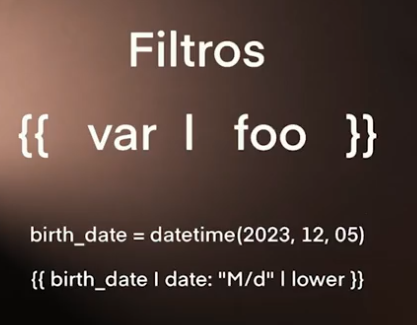 Filtros
{{ var | foo }}
birth_date = datetime(2023, 12, 05)
{{ birth_date | date: "M/d" | lower }}